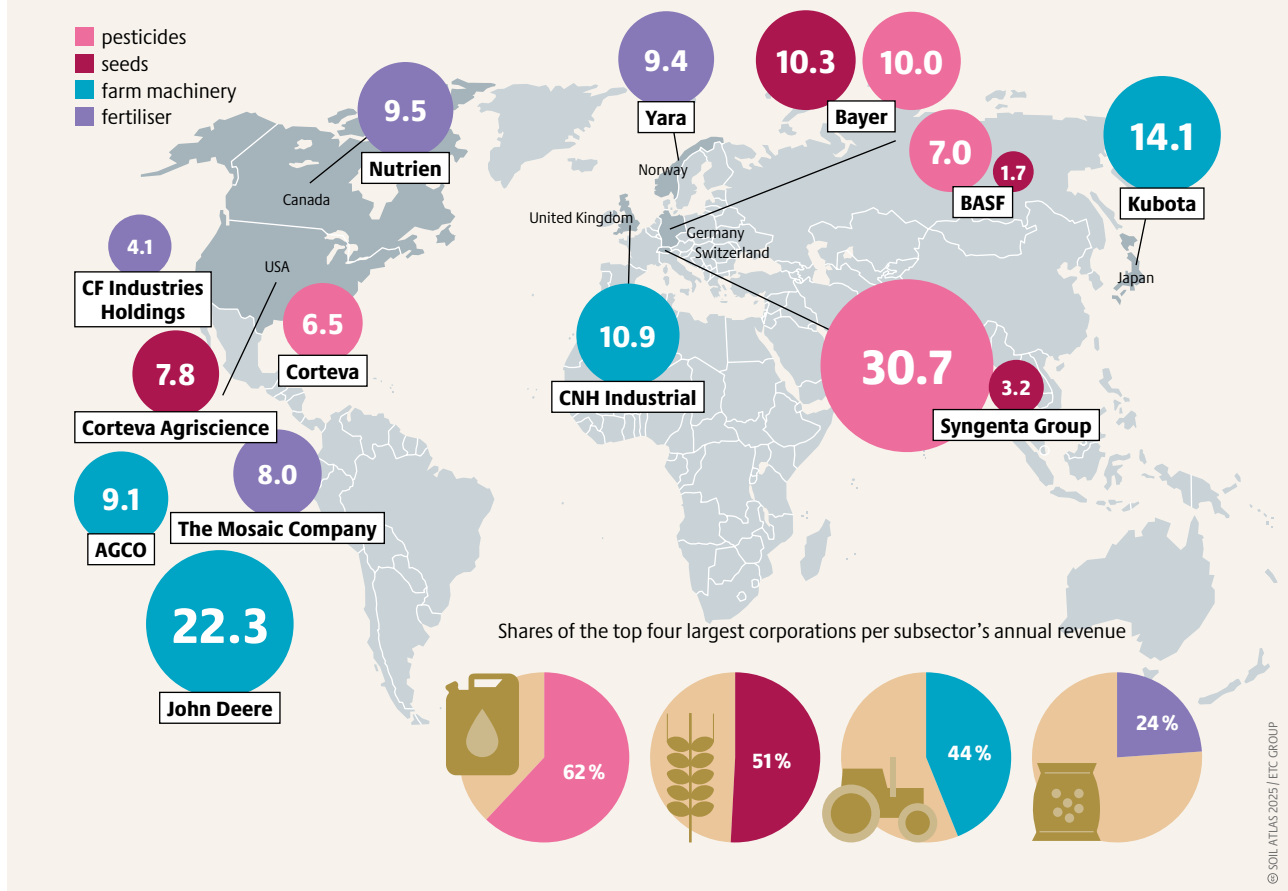 pesticides
seeds
farm machinery
fertiliser
9.5
Nutrien
Canada
9.4
Yara
Norway
10.3
10.0
Bayer
7.0
1.7
BASF
14.1
Kubota
Japan
United Kingdom
Germany
Switzerland
4.1
CF Industries
Holdings
USA
6.5
Corteva
7.8
Corteva Agriscience
10.9
CNH Industrial
30.7
3.2
Syngenta Group
9.1
AGCO
8.0
The Mosaic Company
22.3
John Deere
Shares of the top four largest corporations per subsector’s annual revenue
62 %
51 %
44 %
24 %
© SOIL ATLAS 2025 / ETC GROUP